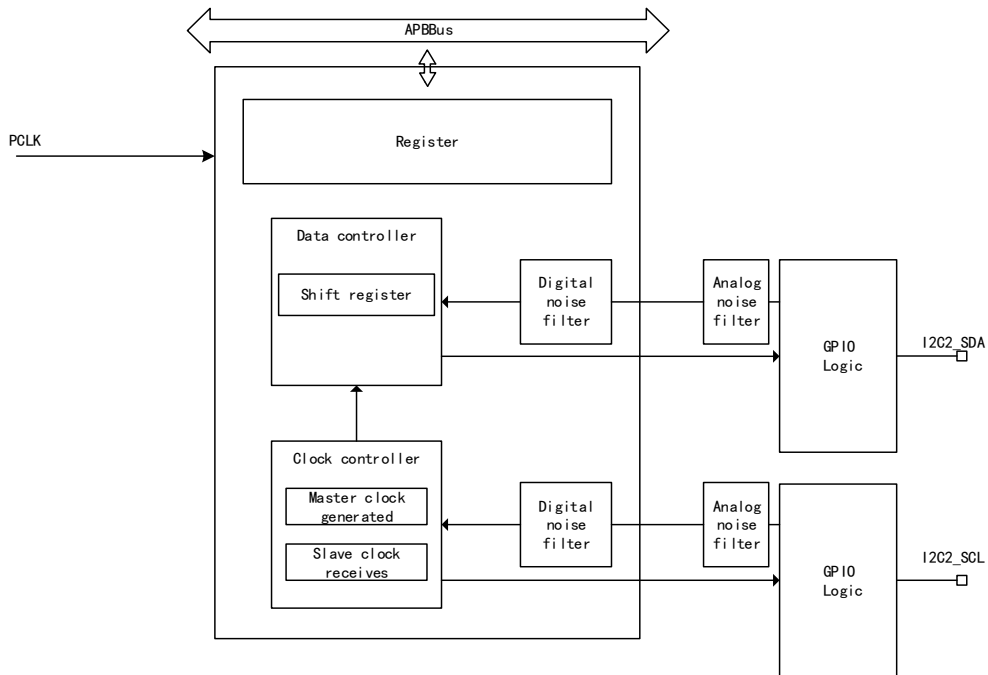 APBBus
PCLK
Register
Data controller
Shift register
Digital
noise
filter
Analog
noise
filter
GPIO
Logic
I2C2_SDA
Clock controller
Master clock
generated
Slave clock
receives
Digital
noise
filter
Analog
noise
filter
GPIO
Logic
I2C2_SCL